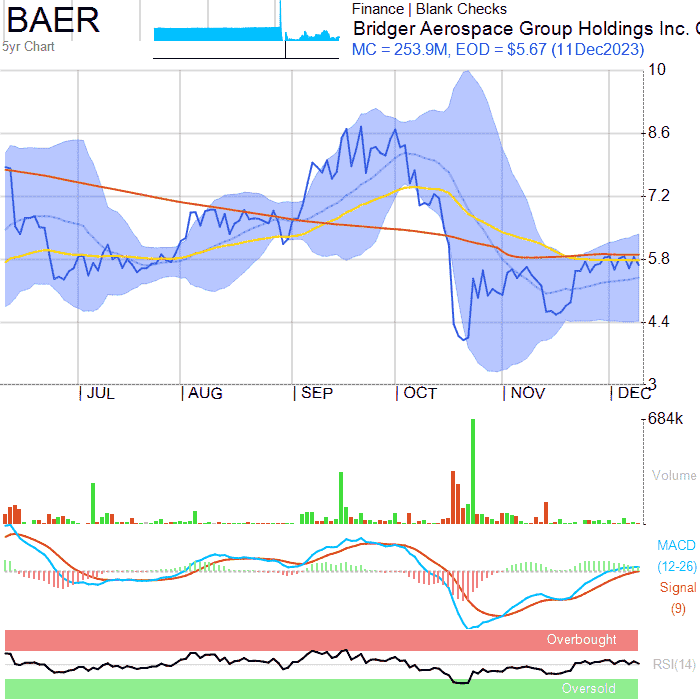 BAER
5yr Chart
Finance | Blank Checks
Bridger Aerospace Group Holdings Inc. C
MC = 253.9M, EOD = $5.67 (11Dec2023)
10
8.6
7.2
5.8
4.4
3
JUL
AUG
SEP
OCT
NOV
DEC
684k
Volume
MACD
(12-26)
Signal
(9)
Overbought
RSI(14)
Oversold